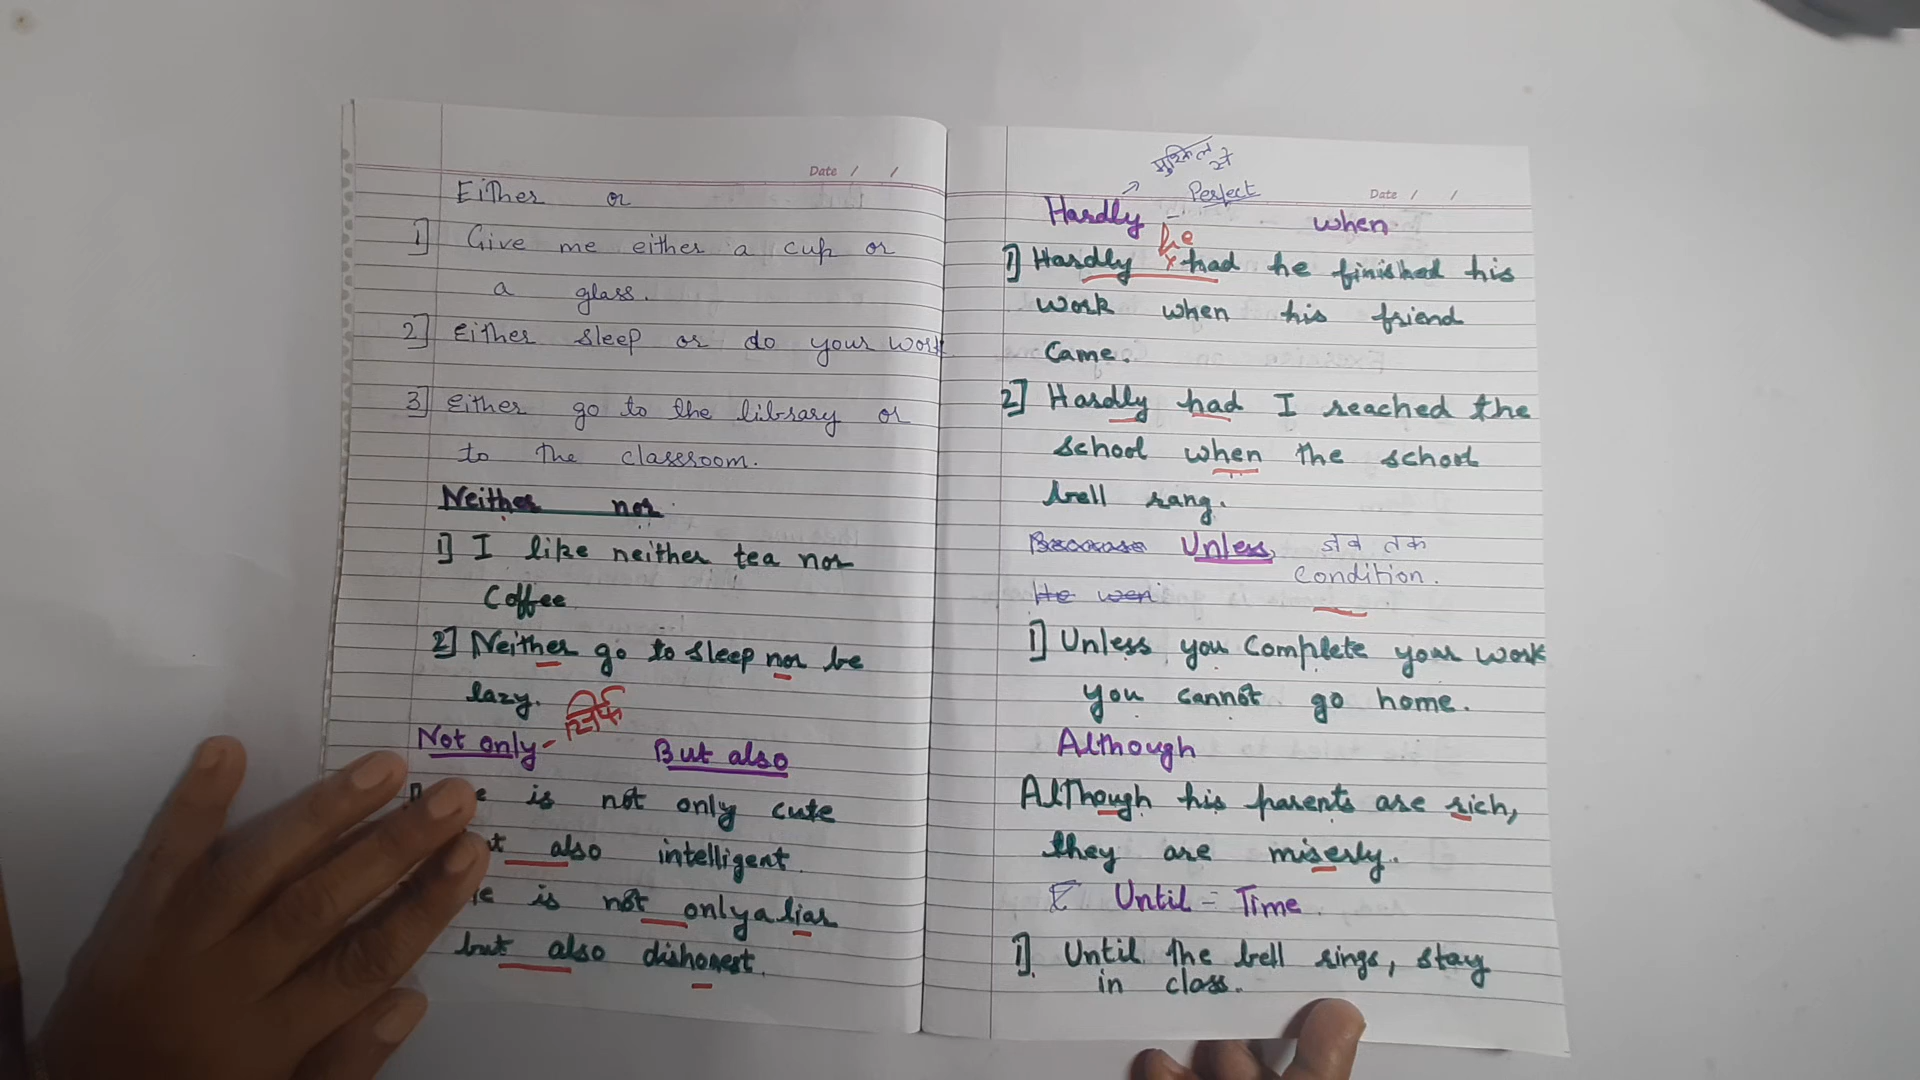 Date / /
Either or
1] Give me either a cup or
a glass.
2] Either sleep or do your work
3] Either go to the library or
to the classroom.
Neither nor
1] I like neither tea nor
Coffee
2] Neither go to sleep nor be
lazy. सिर्फ
Not only - But also
is not only cute
also intelligent.
is not only a liar
but also dishonest.
मुश्किल से
Perfect
Date / /
Hardly - when
he
1] Hardly x had he finished his
work when his friend
Came.
2] Hardly had I reached the
school when the school
bell rang.
Unless, जब तक
Condition.
He wen
1] Unless you Complete your work
you cannot go home.
Although
Although his parents are rich,
they are miserly.
Until = Time.
1]. Until the bell rings, stay
in class.